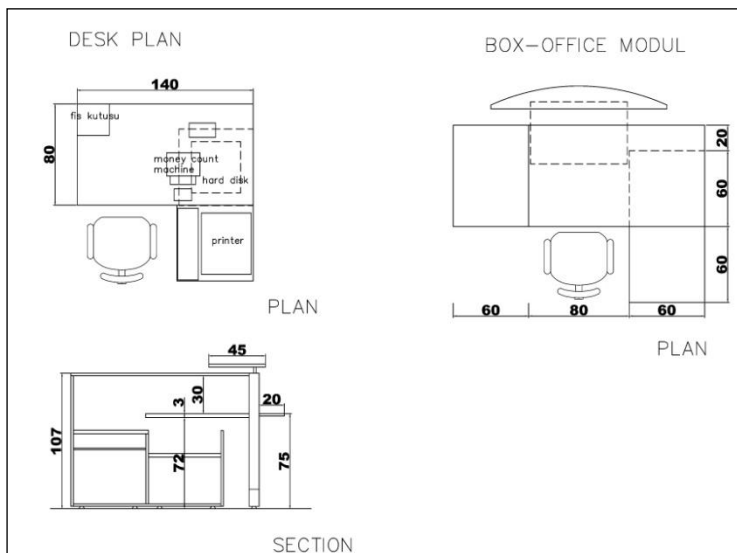 DESK PLAN
140
fis kutusu
80
money count
machine
hard disk
printer
PLAN
BOX-OFFICE MODUL
20
60
60
60
80
60
PLAN
45
30
3
20
107
72
75
SECTION